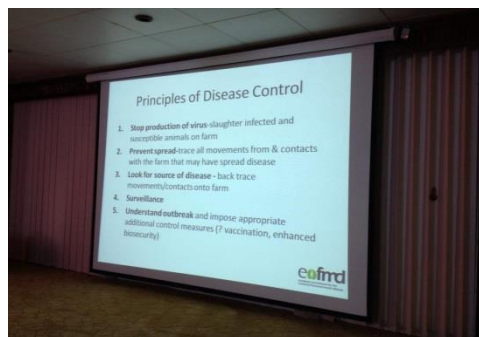 Principles of Disease Control
1. Stop production of virus-slaughter infected and
susceptible animals on farm
2. Prevent spread-trace all movements from & contacts
with the farm that may have spread disease
3. Look for source of disease - back trace
movements/contacts onto farm
4. Surveillance
5. Understand outbreak and impose appropriate
additional control measures (? vaccination, enhanced
biosecurity)
eofmd